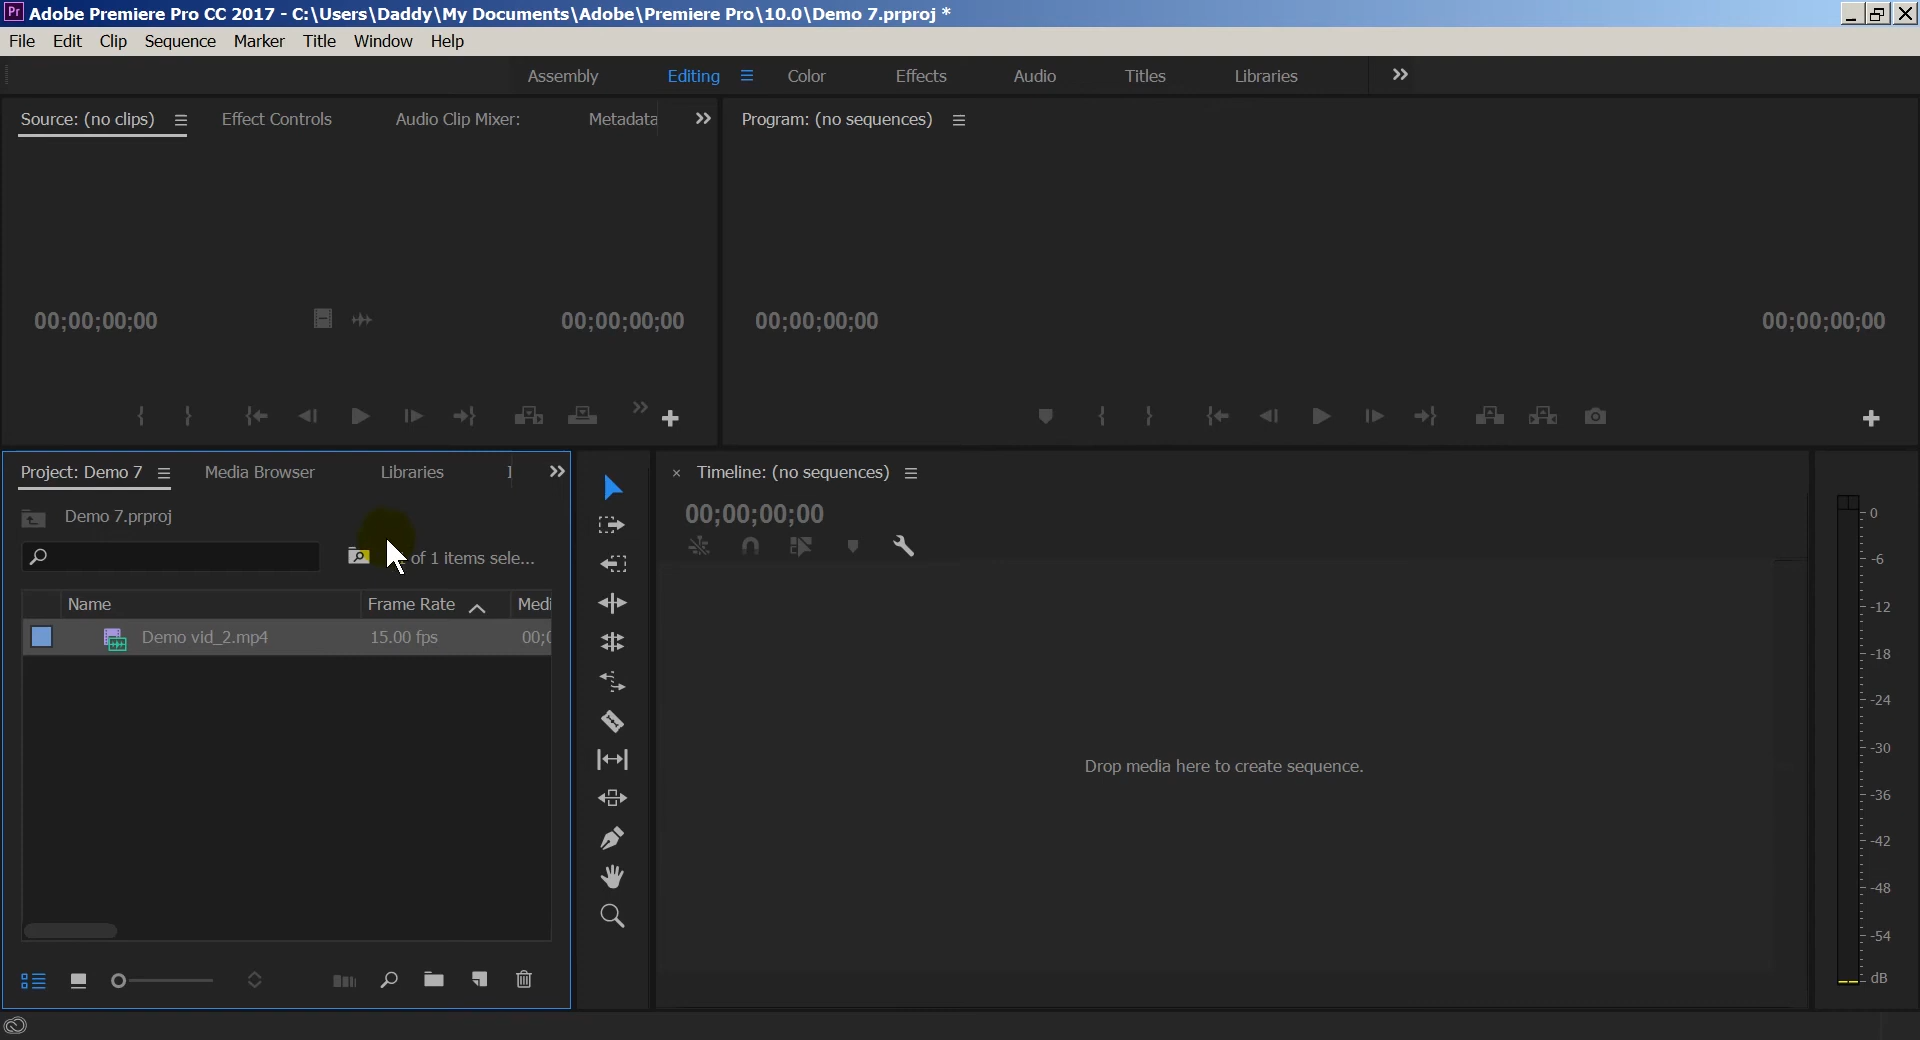 Pr Adobe Premiere Pro CC 2017 - C:\Users\Daddy\My Documents\Adobe\Premiere Pro\10.0\Demo 7.prproj *
File Edit Clip Sequence Marker Title Window Help
Assembly Editing Color Effects Audio Titles Libraries
Source: (no clips) Effect Controls Audio Clip Mixer: Metadata Program: (no sequences)
00;00;00;00 00;00;00;00 00;00;00;00 00;00;00;00
Project: Demo 7 Media Browser Libraries
Timeline: (no sequences)
Demo 7.prproj
00;00;00;00
of 1 items sele...
Name Frame Rate Medi
Demo vid_2.mp4 15.00 fps 00;0
Drop media here to create sequence.
0
-6
-12
-18
-24
-30
-36
-42
-48
-54
dB